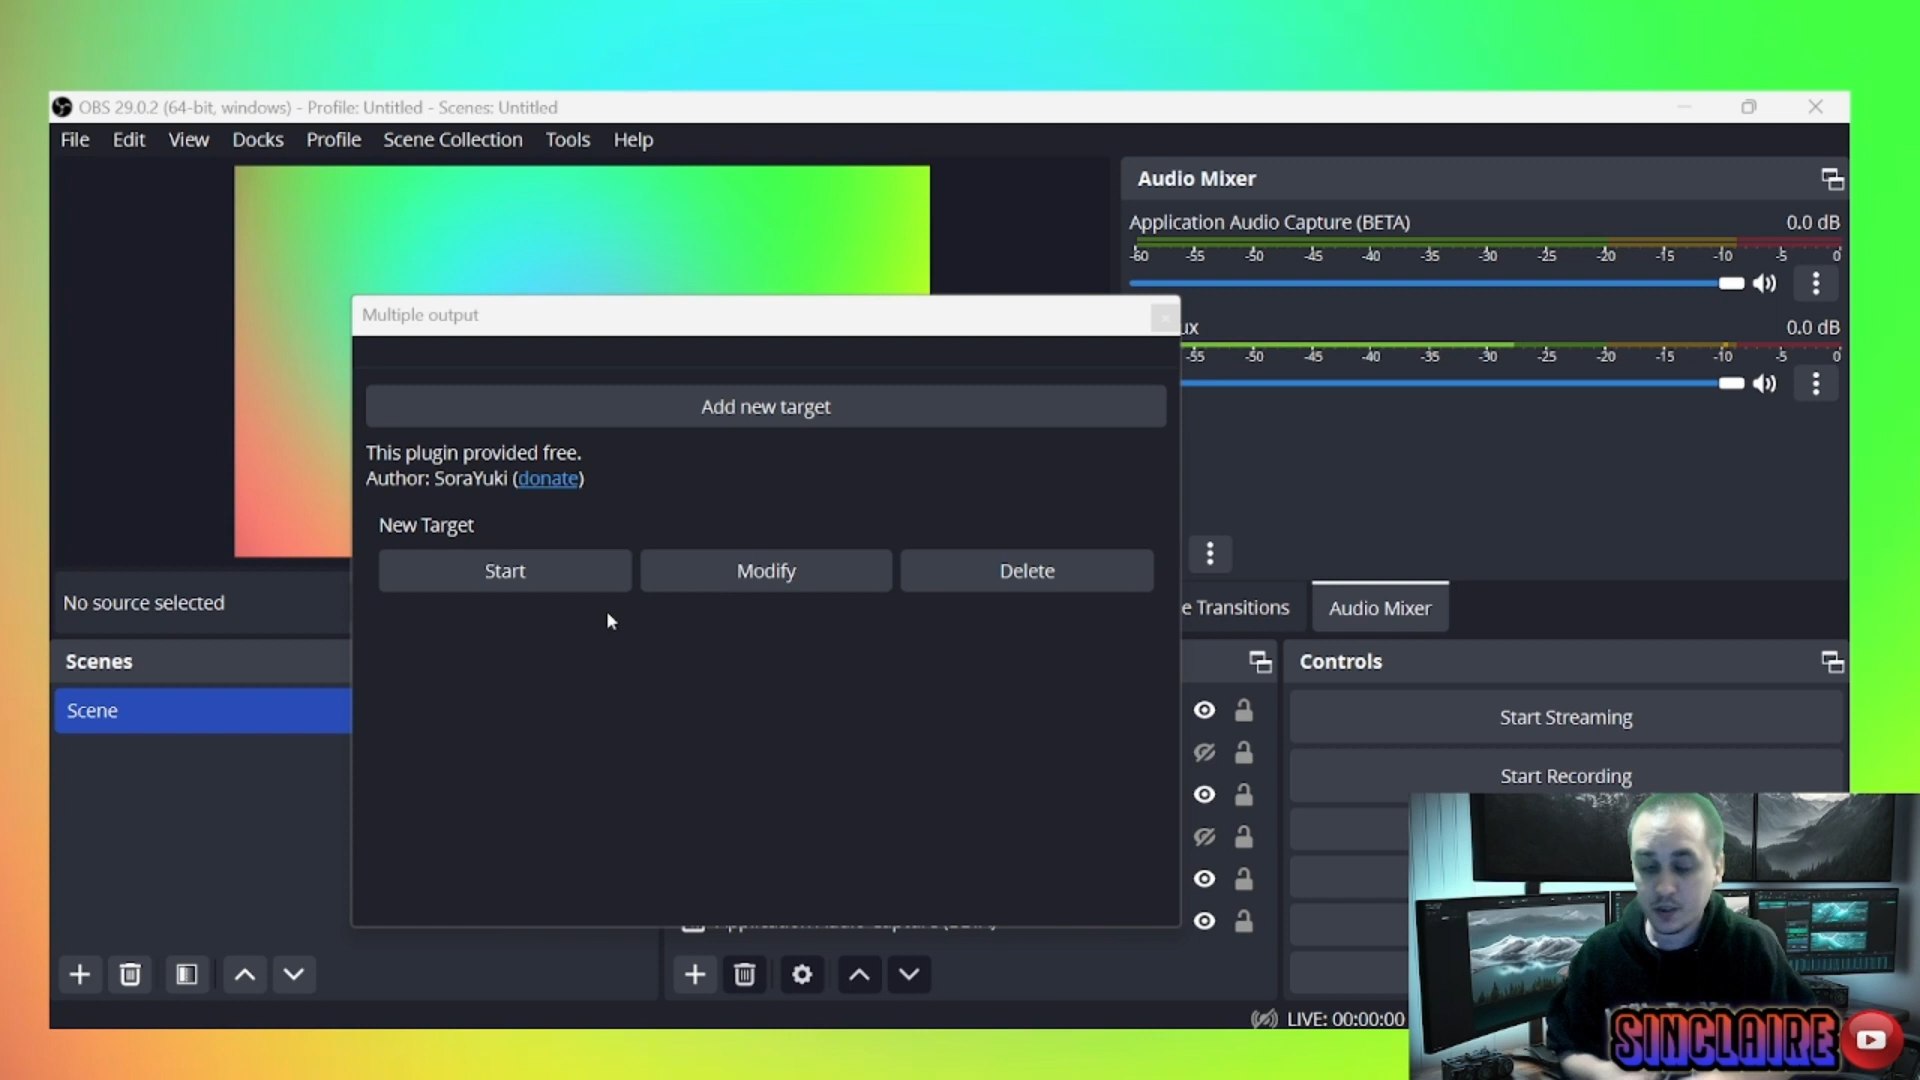 OBS 29.0.2 (64-bit, windows) - Profile: Untitled - Scenes: Untitled
File Edit View Docks Profile Scene Collection Tools Help
Audio Mixer
Application Audio Capture (BETA) 0.0 dB
-60 -55 -50 -45 -40 -35 -30 -25 -20 -15 -10 -5 0
ux 0.0 dB
-55 -50 -45 -40 -35 -30 -25 -20 -15 -10 -5 0
Multiple output
Add new target
This plugin provided free.
Author: SoraYuki (donate)
New Target
Start Modify Delete
No source selected
e Transitions Audio Mixer
Scenes
Controls
Scene
Start Streaming
Start Recording
LIVE: 00:00:00
SINCLAIRE